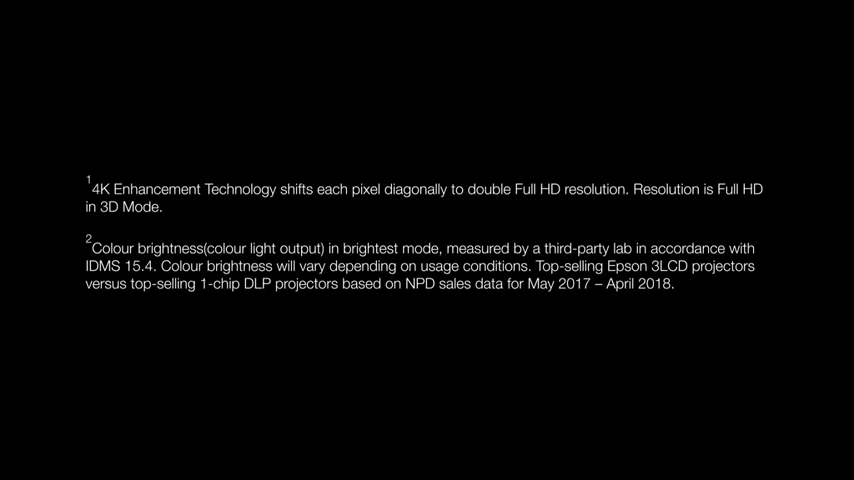 ¹4K Enhancement Technology shifts each pixel diagonally to double Full HD resolution. Resolution is Full HD
in 3D Mode.
²Colour brightness(colour light output) in brightest mode, measured by a third-party lab in accordance with
IDMS 15.4. Colour brightness will vary depending on usage conditions. Top-selling Epson 3LCD projectors
versus top-selling 1-chip DLP projectors based on NPD sales data for May 2017 – April 2018.